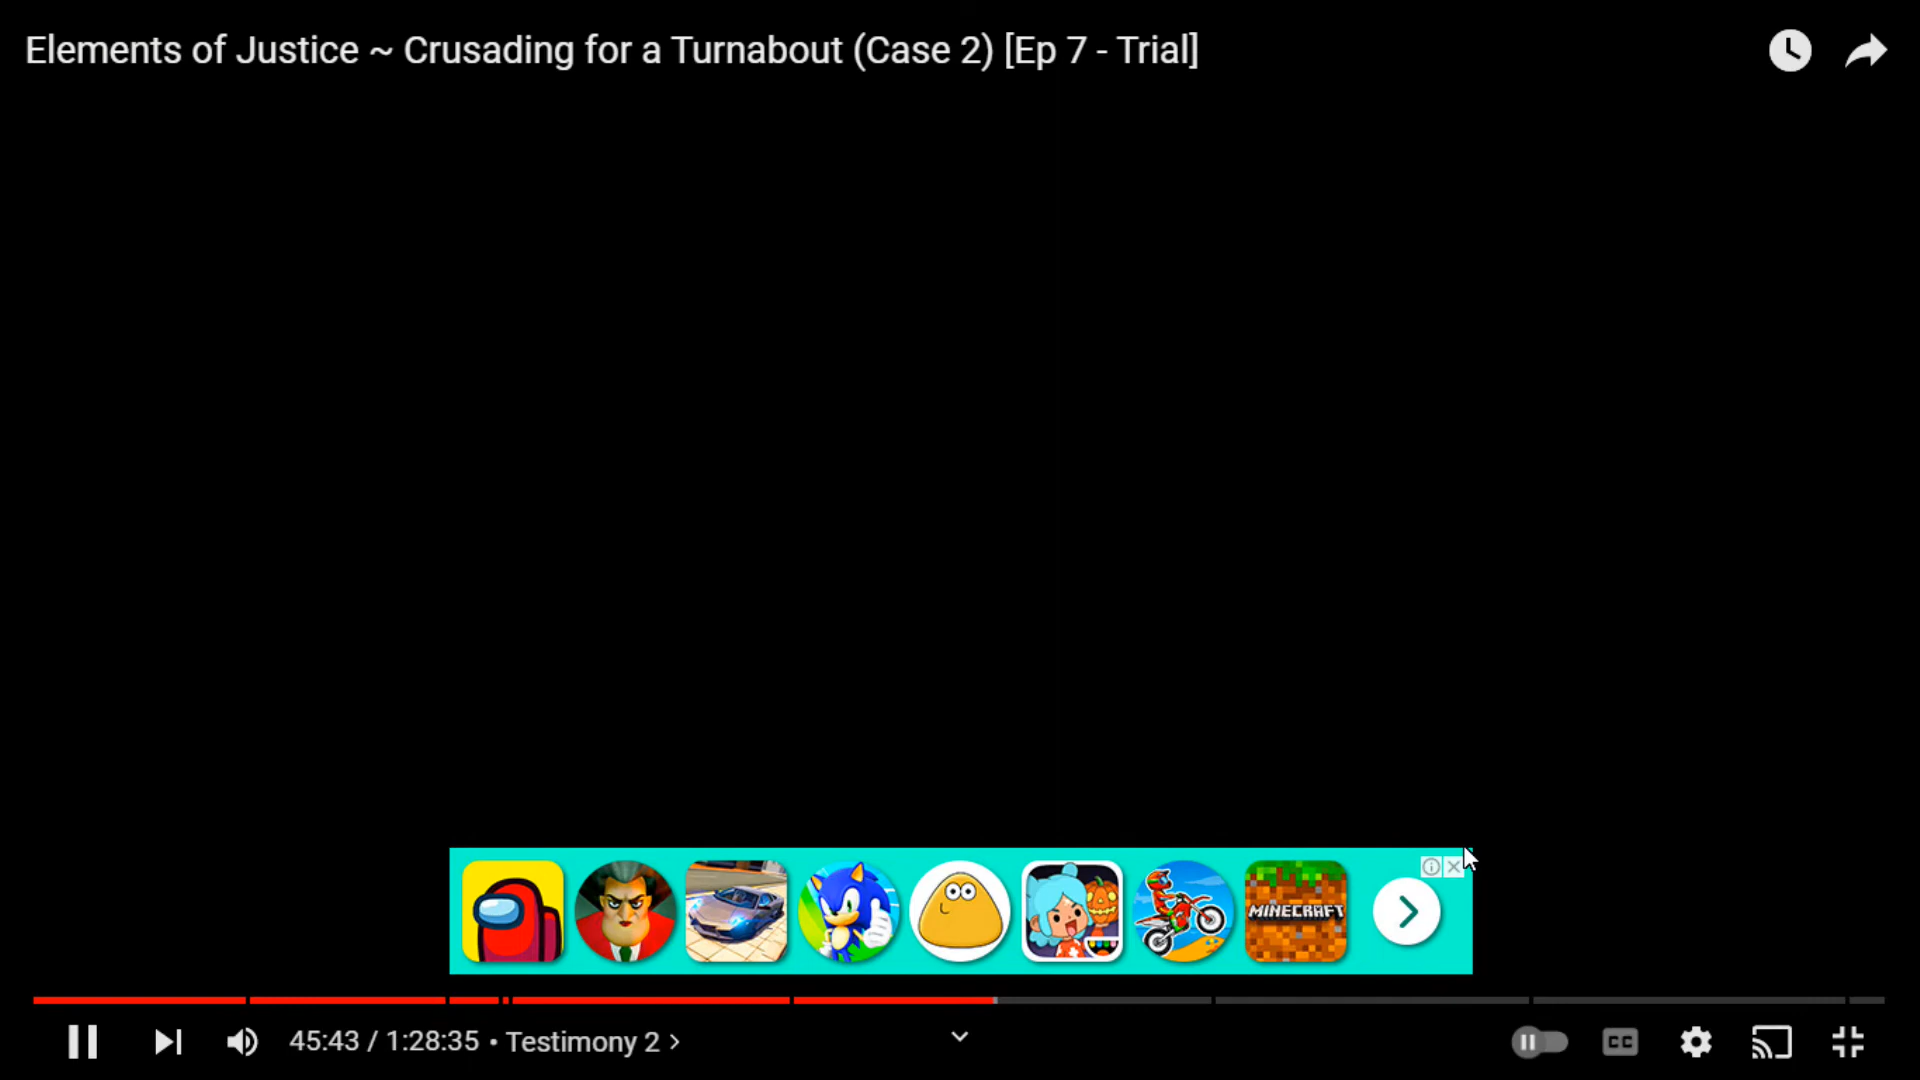 Elements of Justice ~ Crusading for a Turnabout (Case 2) [Ep 7 - Trial]
MINECRAFT
45:43 / 1:28:35 • Testimony 2 >
CC